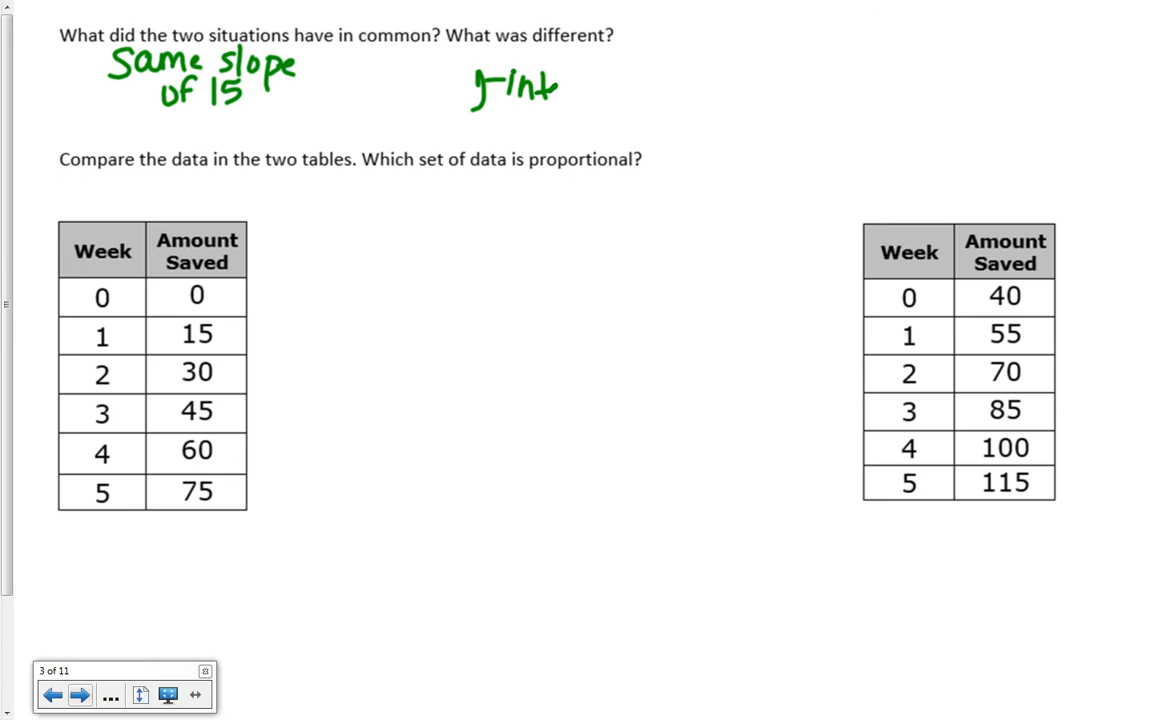 What did the two situations have in common? What was different?
Same slope
of 15
y-int
Compare the data in the two tables. Which set of data is proportional?
Week Amount Saved
0 0
1 15
2 30
3 45
4 60
5 75
Week Amount Saved
0 40
1 55
2 70
3 85
4 100
5 115
3 of 11